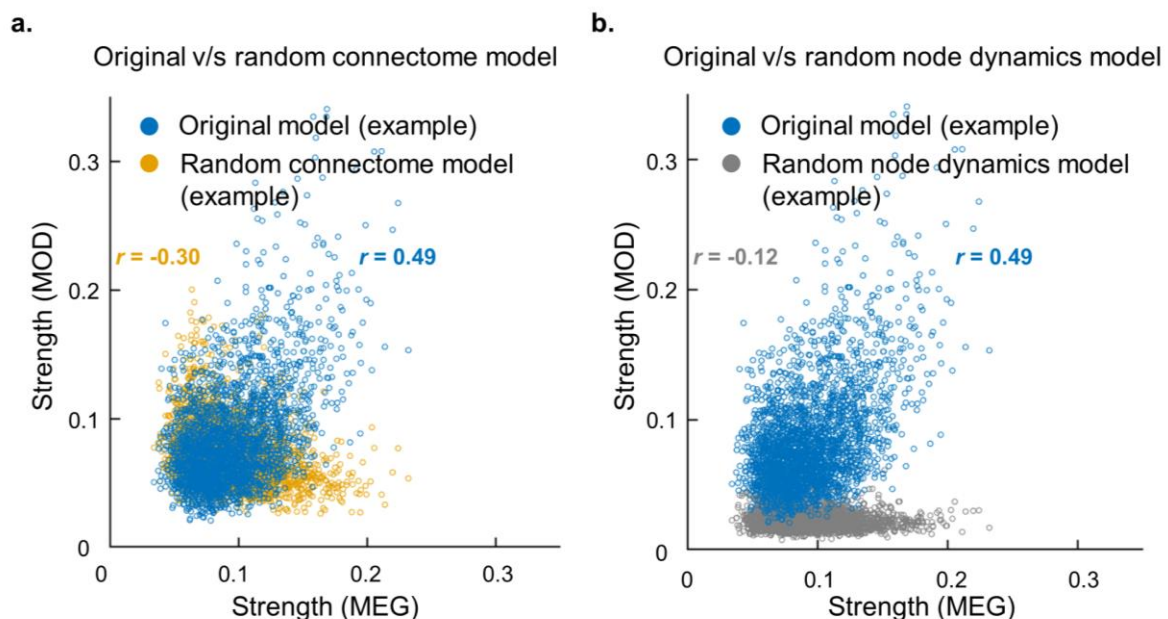 a.
Original v/s random connectome model
Original model (example)
Random connectome model
(example)
r = -0.30
r = 0.49
0.3
0.2
0.1
0
0
0.1
0.2
0.3
Strength (MOD)
Strength (MEG)
b.
Original v/s random node dynamics model
Original model (example)
Random node dynamics model
(example)
r = -0.12
r = 0.49
0.3
0.2
0.1
0
0
0.1
0.2
0.3
Strength (MOD)
Strength (MEG)